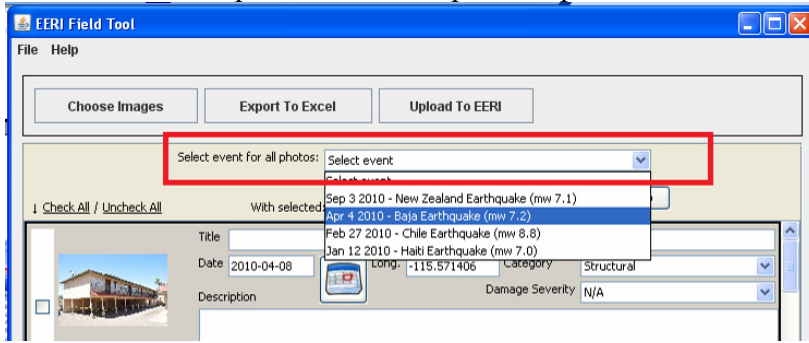 EERI Field Tool
File Help
Choose Images Export To Excel Upload To EERI
Select event for all photos: Select event
Select event
Sep 3 2010 - New Zealand Earthquake (mw 7.1)
↓ Check All / Uncheck All With selected:
Apr 4 2010 - Baja Earthquake (mw 7.2)
Feb 27 2010 - Chile Earthquake (mw 8.8)
Title
Jan 12 2010 - Haiti Earthquake (mw 7.0)
Date 2010-04-08 Long. -115.571406 Category Structural
Description Damage Severity N/A